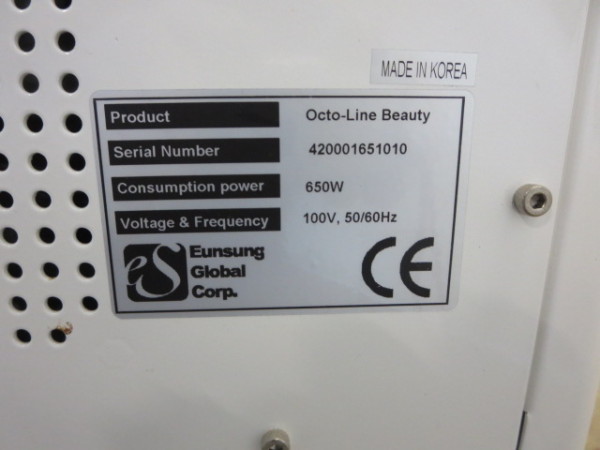 MADE IN KOREA
Product Octo-Line Beauty
Serial Number 420001651010
Consumption power 650W
Voltage & Frequency 100V, 50/60Hz
eS Eunsung
Global
Corp.
CE